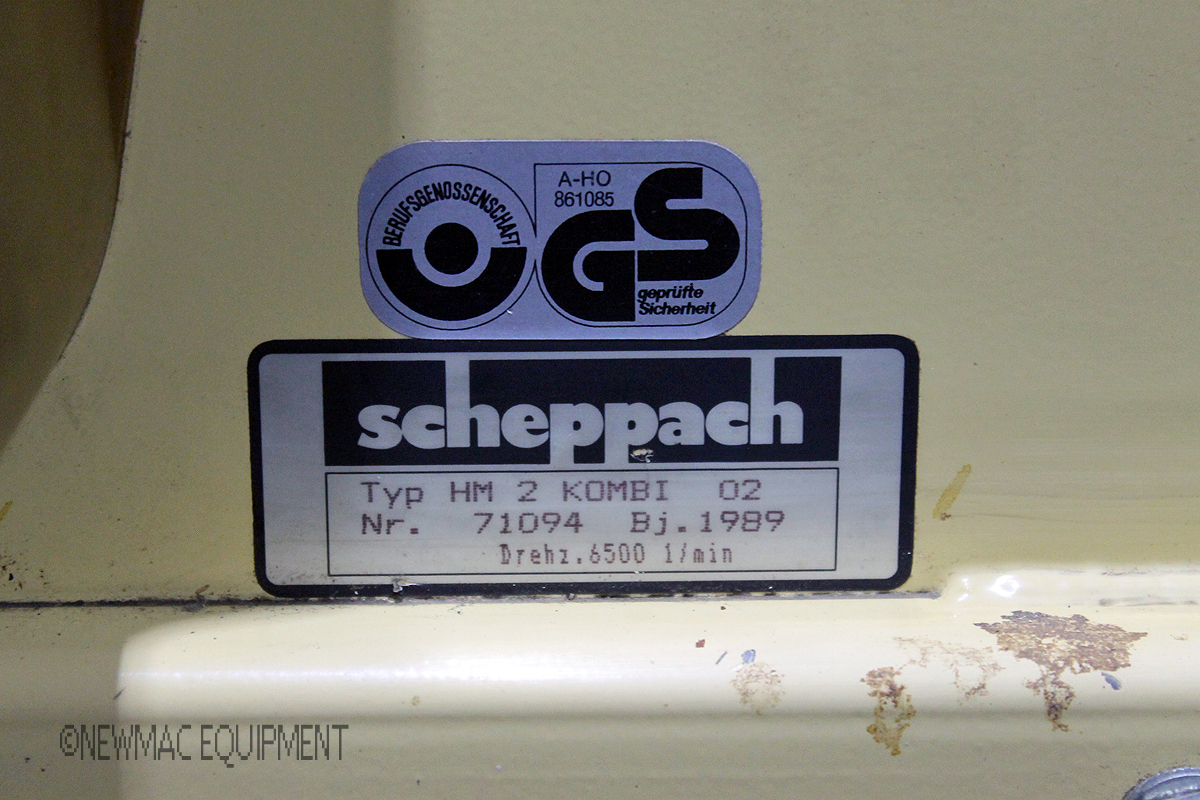 BERUFSGENOSSENSCHAFT
A-HO
861085
GS
geprüfte
Sicherheit
scheppach
Typ HM 2 KOMBI 02
Nr. 71094 Bj.1989
Drehz.6500 1/min
©NEWMAC EQUIPMENT